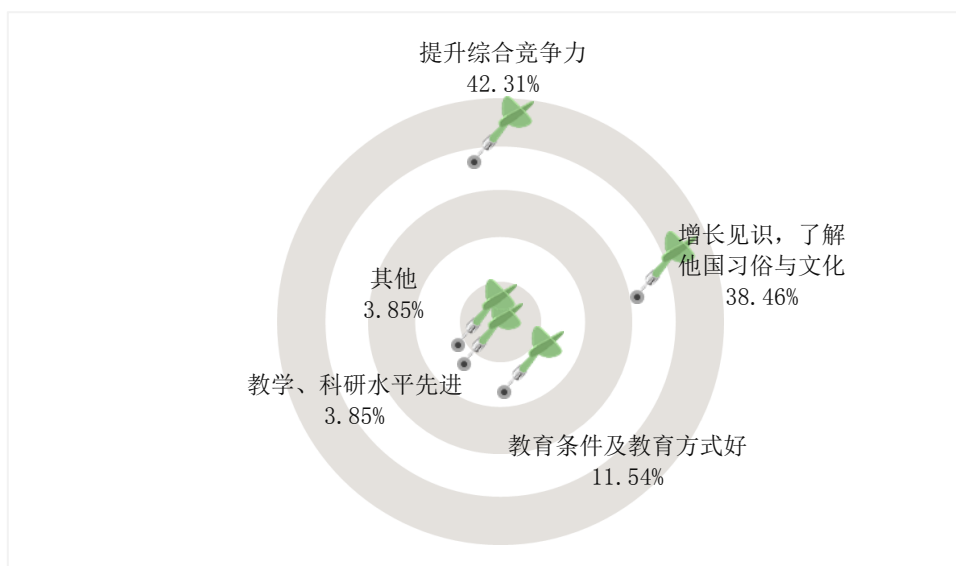 提升综合竞争力
42.31%
增长见识，了解
他国习俗与文化
38.46%
其他
3.85%
教学、科研水平先进
3.85%
教育条件及教育方式好
11.54%